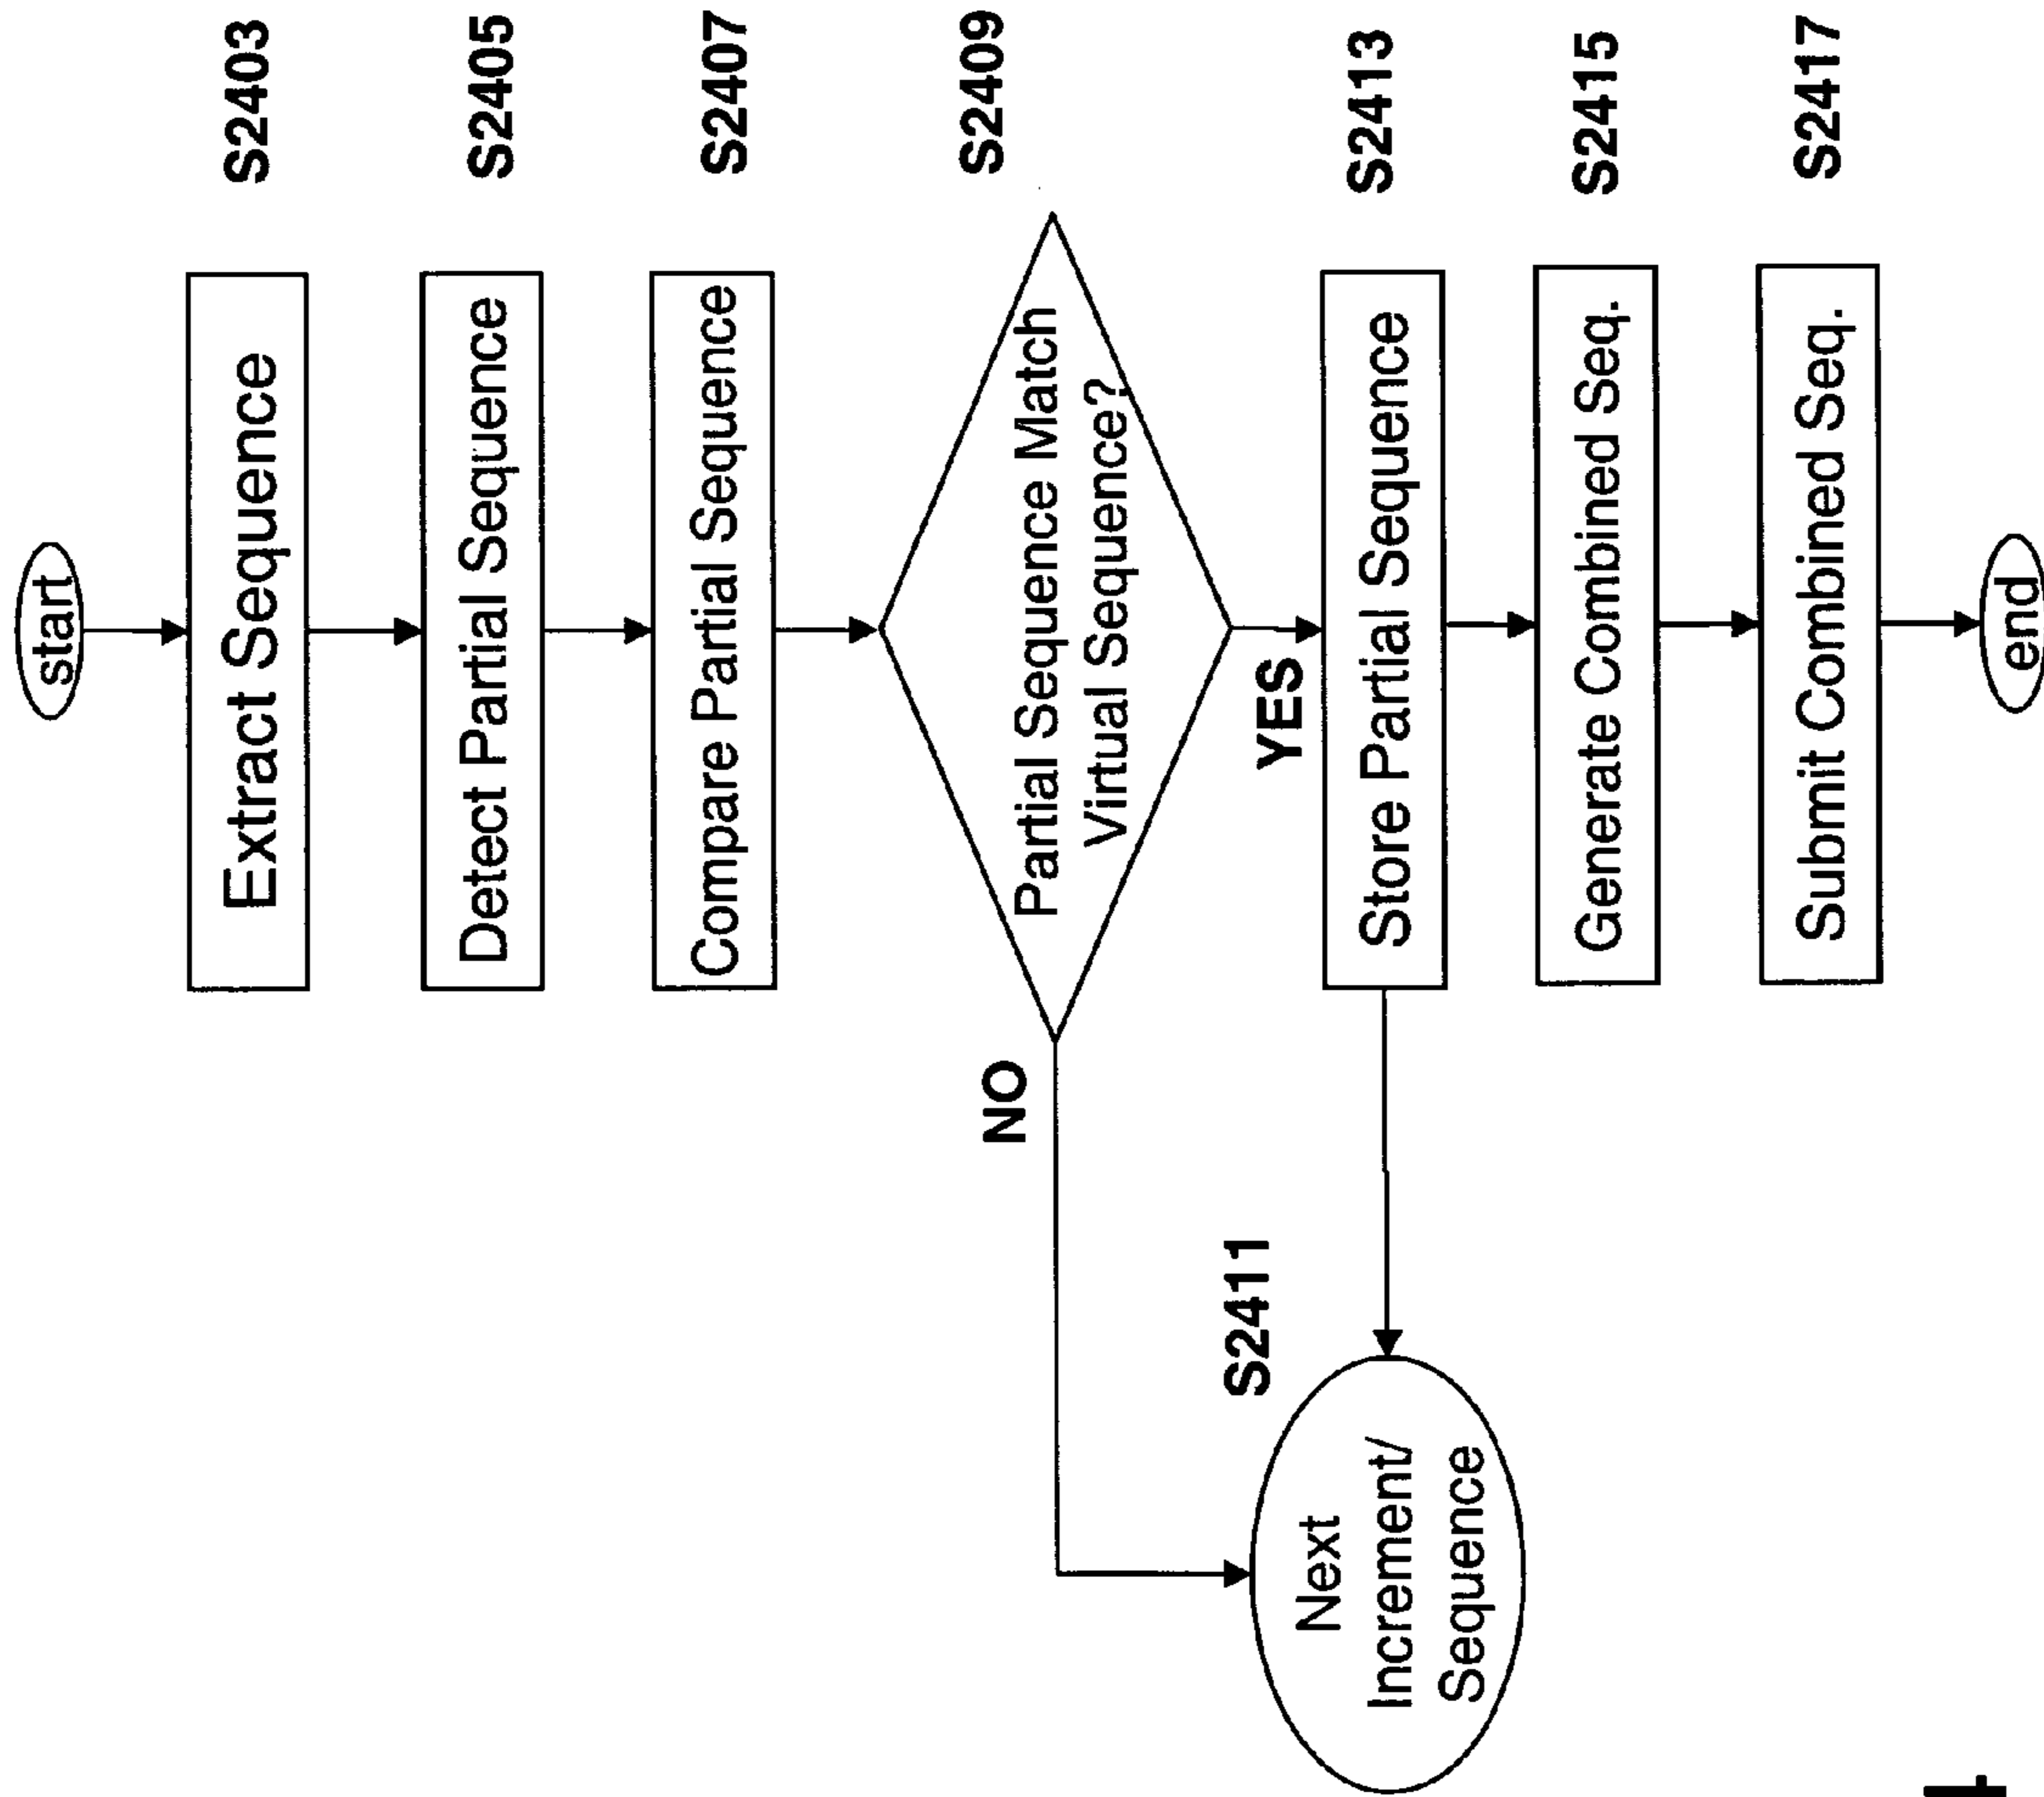 start
Extract Sequence
S2403
Detect Partial Sequence
S2405
Compare Partial Sequence
S2407
Partial Sequence Match
Virtual Sequence?
S2409
NO
YES
S2411
Next
Increment/
Sequence
Store Partial Sequence
S2413
Generate Combined Seq.
S2415
Submit Combined Seq.
S2417
end